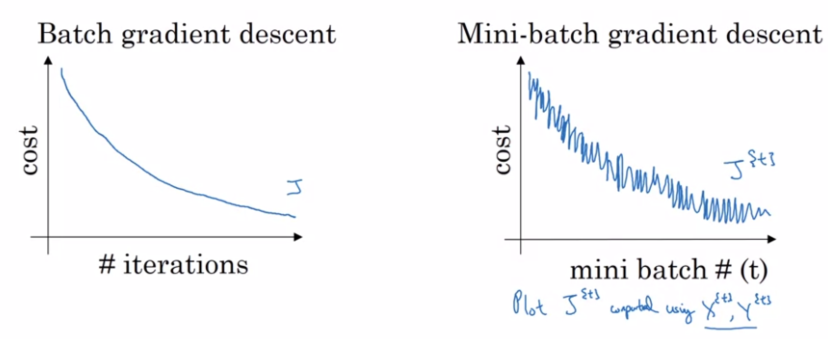 Batch gradient descent
cost
J
# iterations
Mini-batch gradient descent
cost
J^{t}
mini batch # (t)
Plot J^{t} computed using X^{t}, Y^{t}